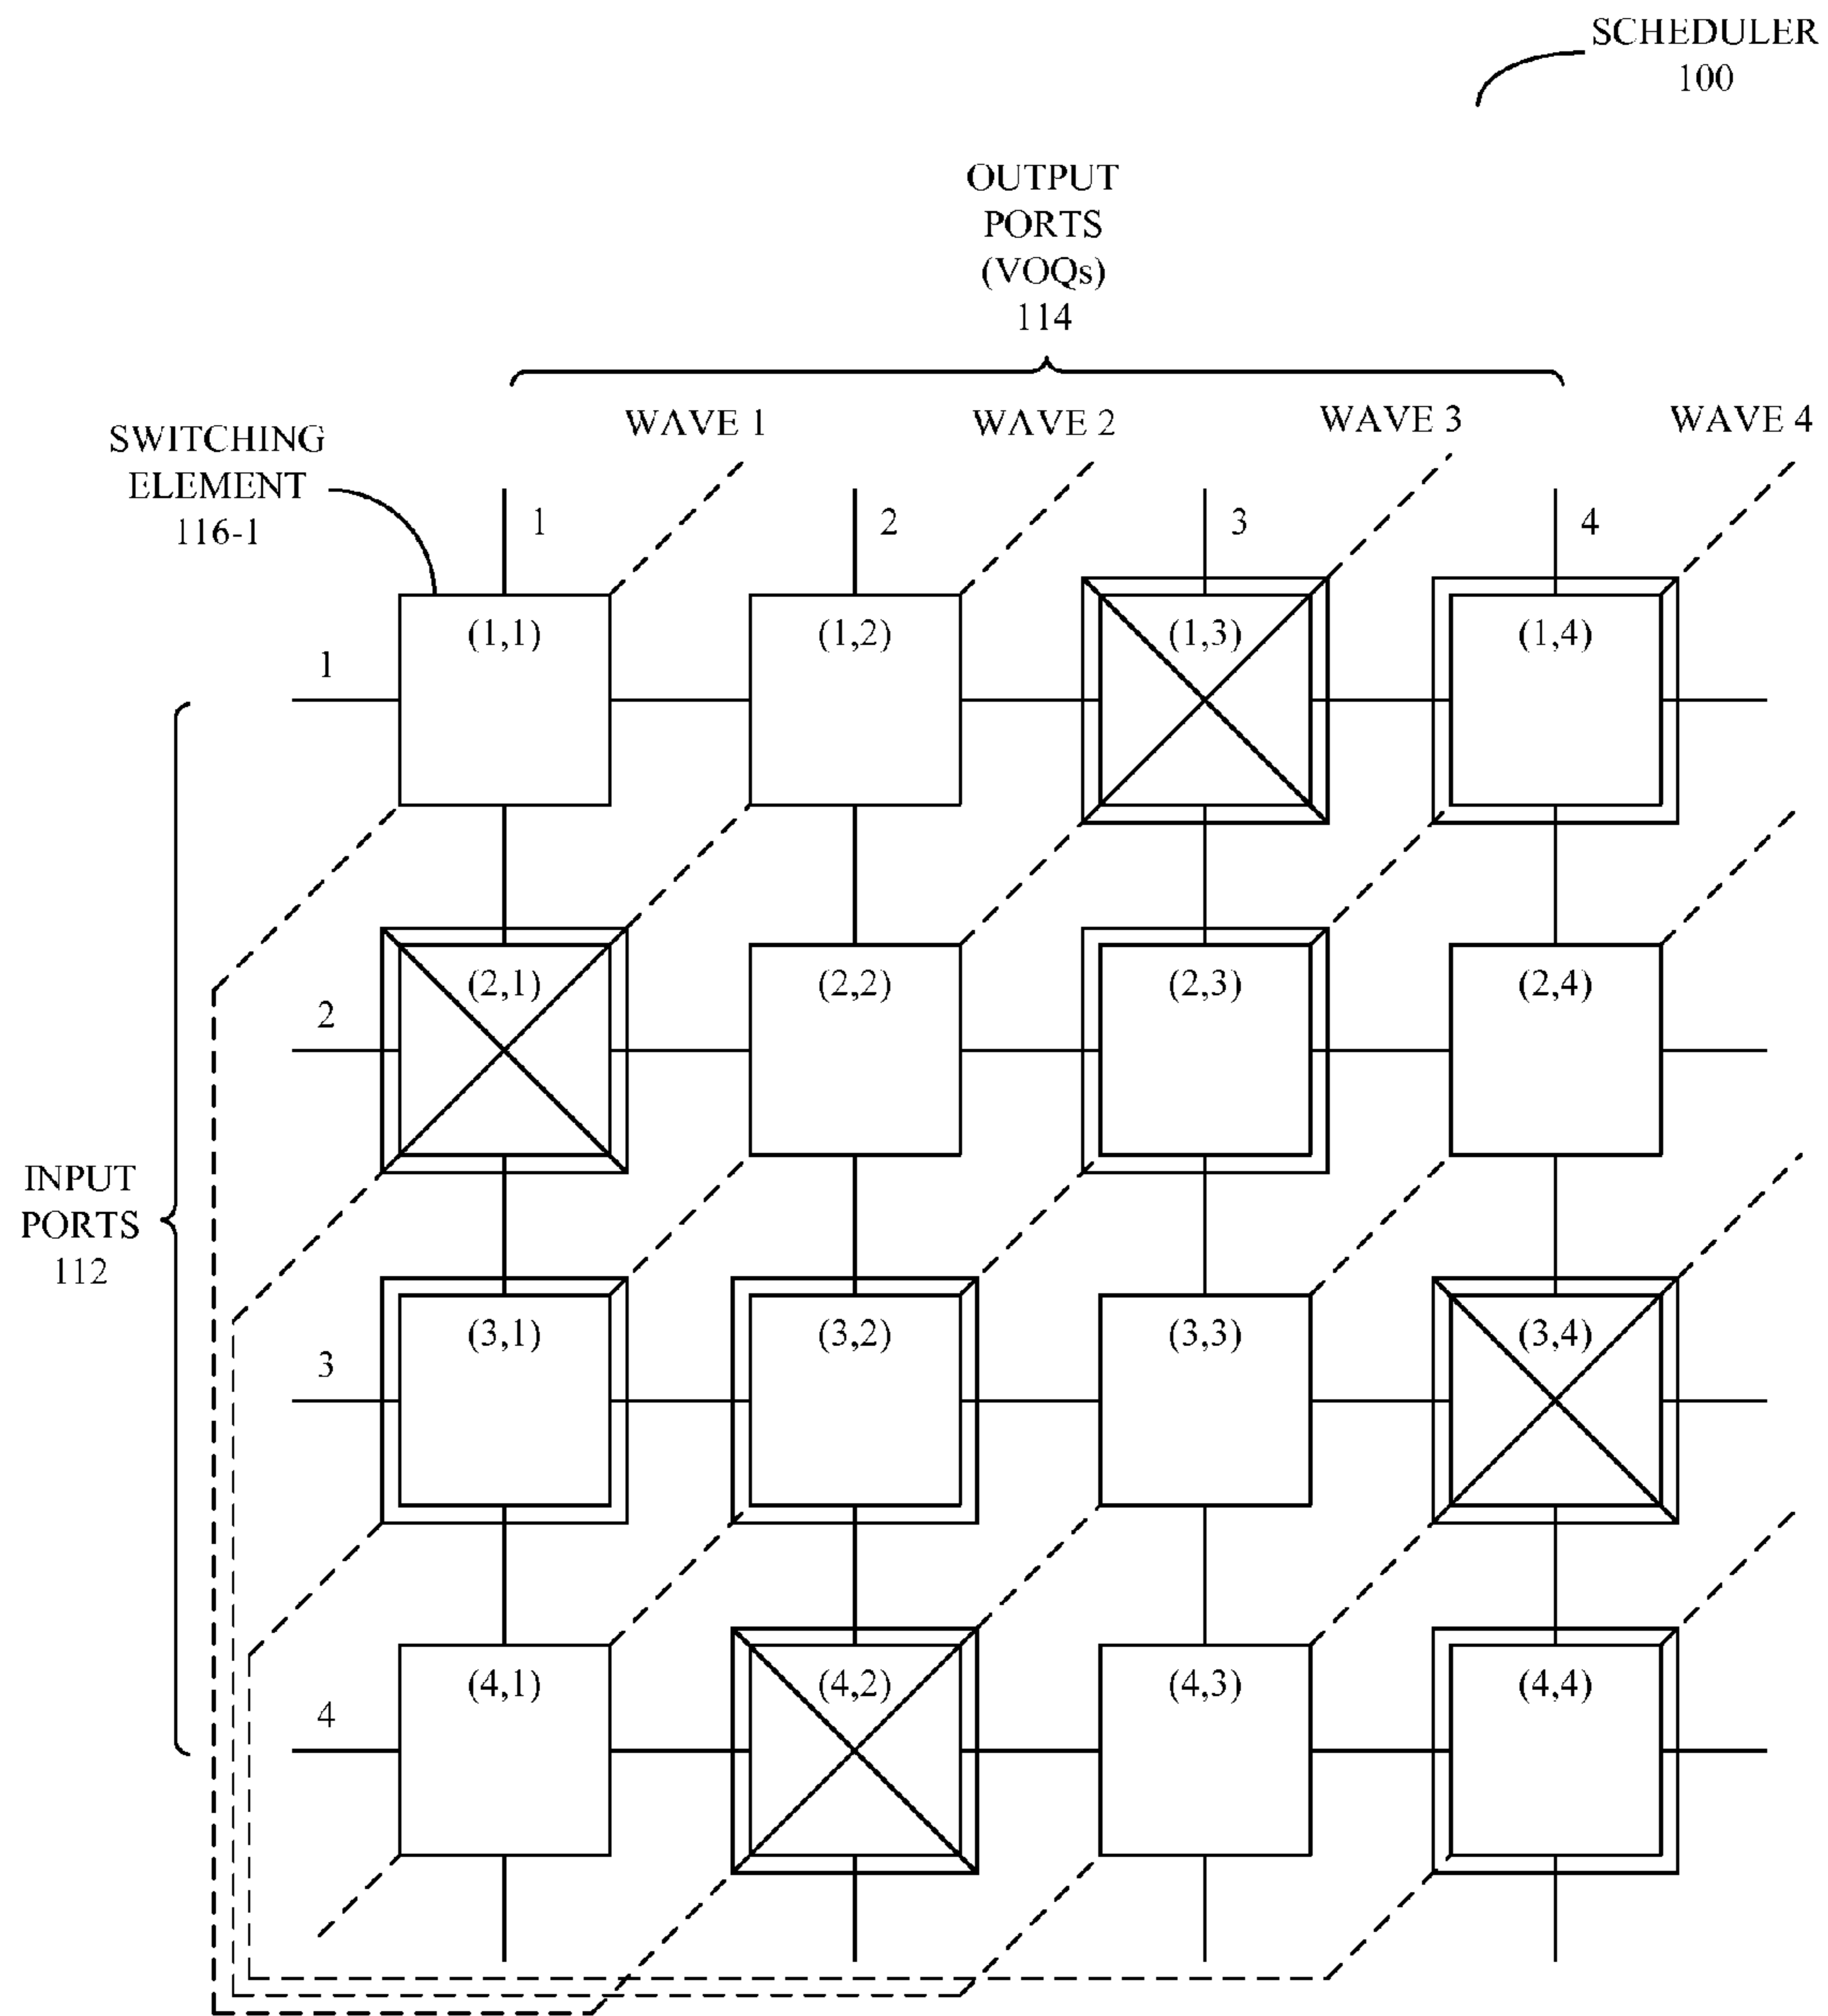 SCHEDULER
100
OUTPUT
PORTS
(VOQs)
114
WAVE 1
WAVE 2
WAVE 3
WAVE 4
SWITCHING
ELEMENT
116-1
1
2
3
4
1
(1,1)
(1,2)
(1,3)
(1,4)
2
(2,1)
(2,2)
(2,3)
(2,4)
INPUT
PORTS
112
3
(3,1)
(3,2)
(3,3)
(3,4)
4
(4,1)
(4,2)
(4,3)
(4,4)